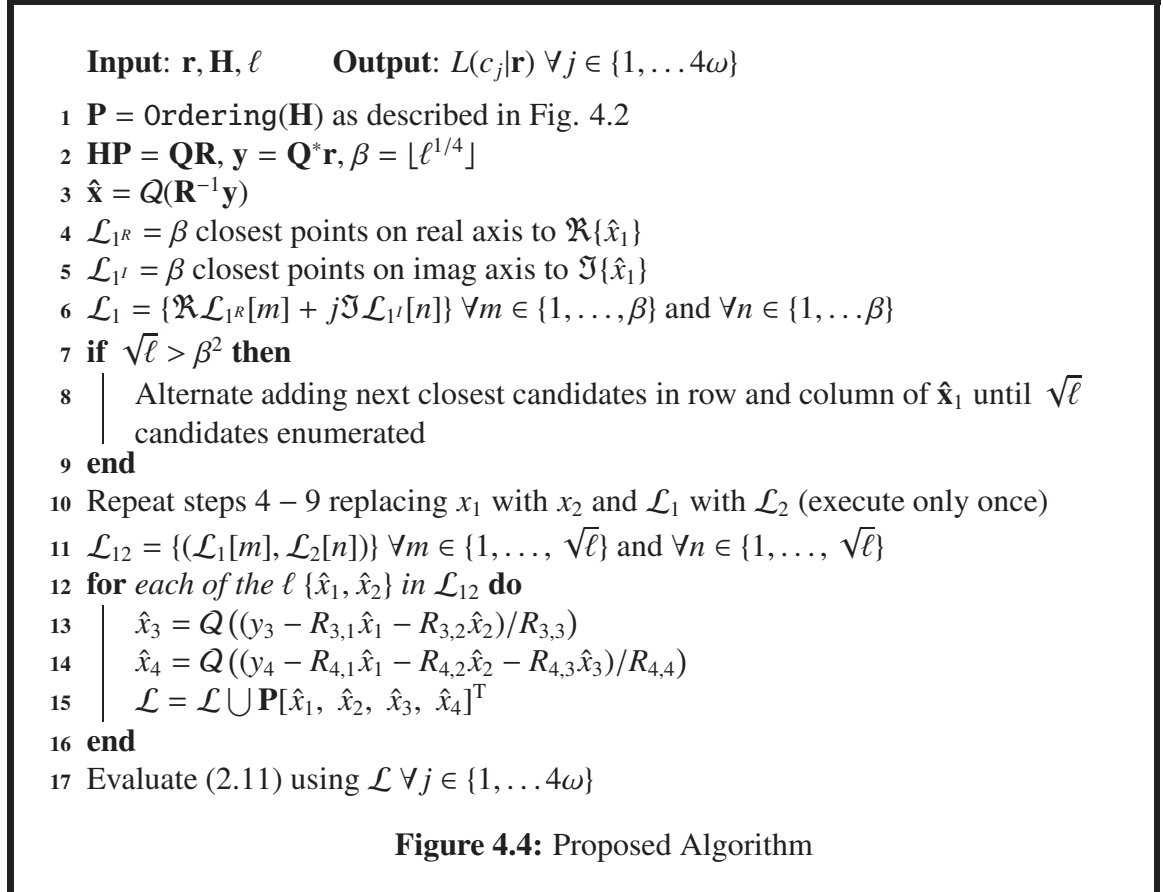 Input: r, H, ℓ Output: L(c_j|r) ∀j ∈ {1, . . . 4ω}
1 P = Ordering(H) as described in Fig. 4.2
2 HP = QR, y = Q*r, β = ⌊ℓ^{1/4}⌋
3 x̂ = Q(R^{−1}y)
4 ℒ_{1^R} = β closest points on real axis to ℜ{x̂_1}
5 ℒ_{1^I} = β closest points on imag axis to ℑ{x̂_1}
6 ℒ_1 = {ℜℒ_{1^R}[m] + jℑℒ_{1^I}[n]} ∀m ∈ {1, . . . , β} and ∀n ∈ {1, . . . β}
7 if √ℓ > β² then
8 Alternate adding next closest candidates in row and column of x̂_1 until √ℓ
candidates enumerated
9 end
10 Repeat steps 4 − 9 replacing x_1 with x_2 and ℒ_1 with ℒ_2 (execute only once)
11 ℒ_{12} = {(ℒ_1[m], ℒ_2[n])} ∀m ∈ {1, . . . , √ℓ} and ∀n ∈ {1, . . . , √ℓ}
12 for each of the ℓ {x̂_1, x̂_2} in ℒ_{12} do
13 x̂_3 = Q((y_3 − R_{3,1}x̂_1 − R_{3,2}x̂_2)/R_{3,3})
14 x̂_4 = Q((y_4 − R_{4,1}x̂_1 − R_{4,2}x̂_2 − R_{4,3}x̂_3)/R_{4,4})
15 ℒ = ℒ ⋃ P[x̂_1, x̂_2, x̂_3, x̂_4]^T
16 end
17 Evaluate (2.11) using ℒ ∀j ∈ {1, . . . 4ω}
Figure 4.4: Proposed Algorithm